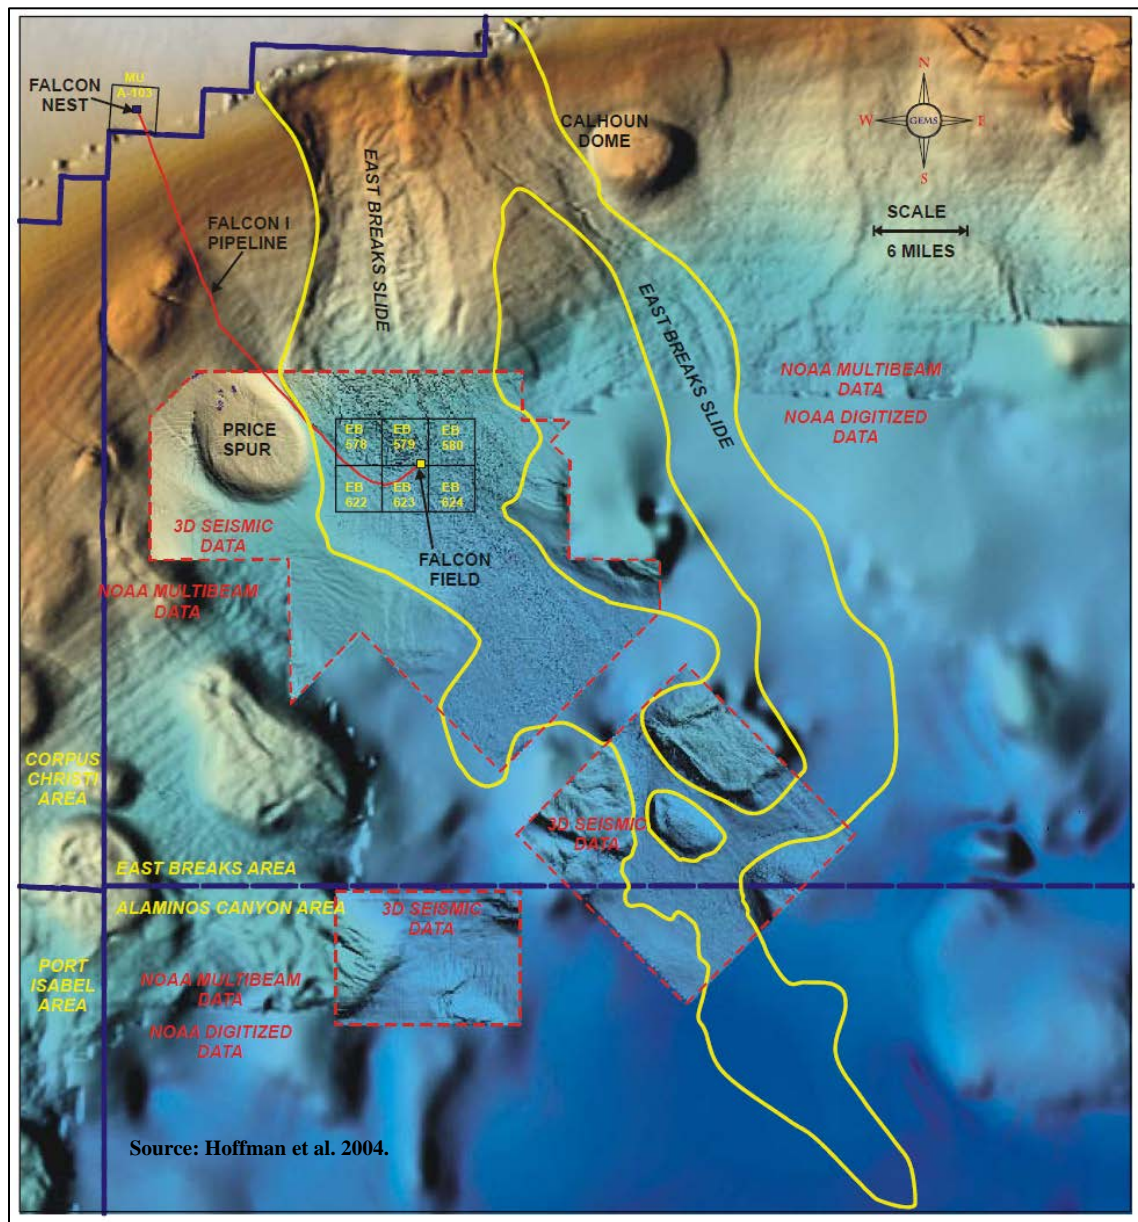 MU
A-103
FALCON
NEST
N
W
GEMS
E
S
CALHOUN
DOME
EAST BREAKS SLIDE
SCALE
6 MILES
FALCON I
PIPELINE
EAST BREAKS SLIDE
NOAA MULTIBEAM
DATA
NOAA DIGITIZED
DATA
PRICE
SPUR
EB
578
EB
579
EB
580
EB
622
EB
623
EB
624
3D SEISMIC
DATA
FALCON
FIELD
NOAA MULTIBEAM
DATA
CORPUS
CHRISTI
AREA
3D SEISMIC
DATA
EAST BREAKS AREA
ALAMINOS CANYON AREA
3D SEISMIC
DATA
PORT
ISABEL
AREA
NOAA MULTIBEAM
DATA
NOAA DIGITIZED
DATA
Source: Hoffman et al. 2004.